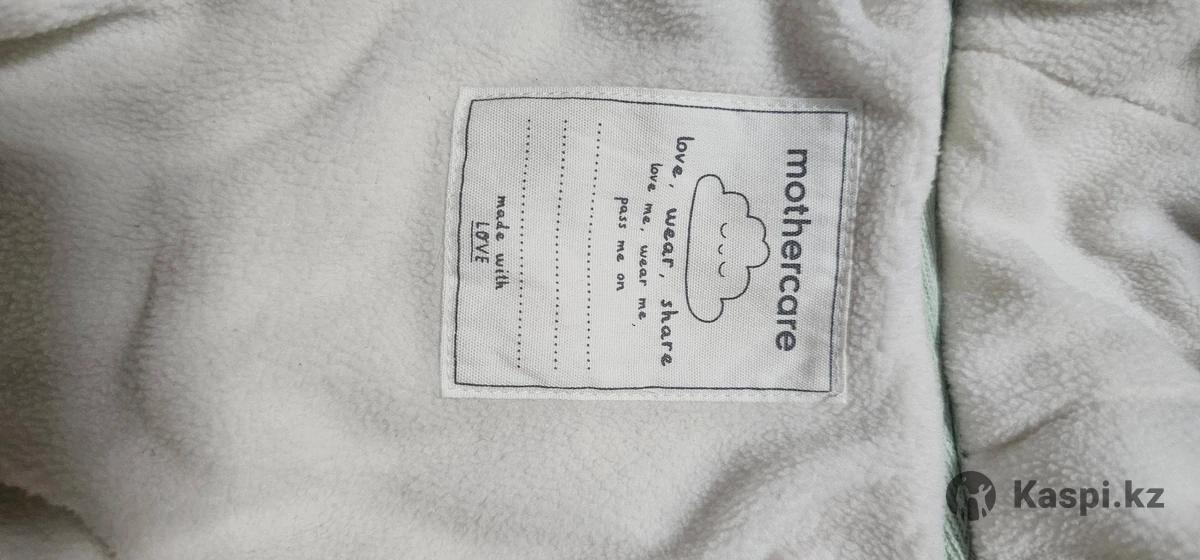 mothercare
love, wear, share
love me, wear me,
pass me on
made with
LOVE
Kaspi.kz